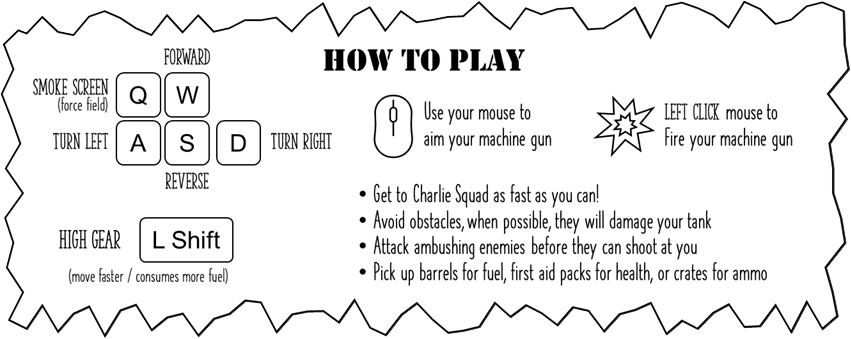 HOW TO PLAY
FORWARD
SMOKE SCREEN
(force field)
Q
W
TURN LEFT
A
S
D
TURN RIGHT
REVERSE
HIGH GEAR
L Shift
(move faster / consumes more fuel)
Use your mouse to
aim your machine gun
LEFT CLICK mouse to
Fire your machine gun
• Get to Charlie Squad as fast as you can!
• Avoid obstacles, when possible, they will damage your tank
• Attack ambushing enemies before they can shoot at you
• Pick up barrels for fuel, first aid packs for health, or crates for ammo